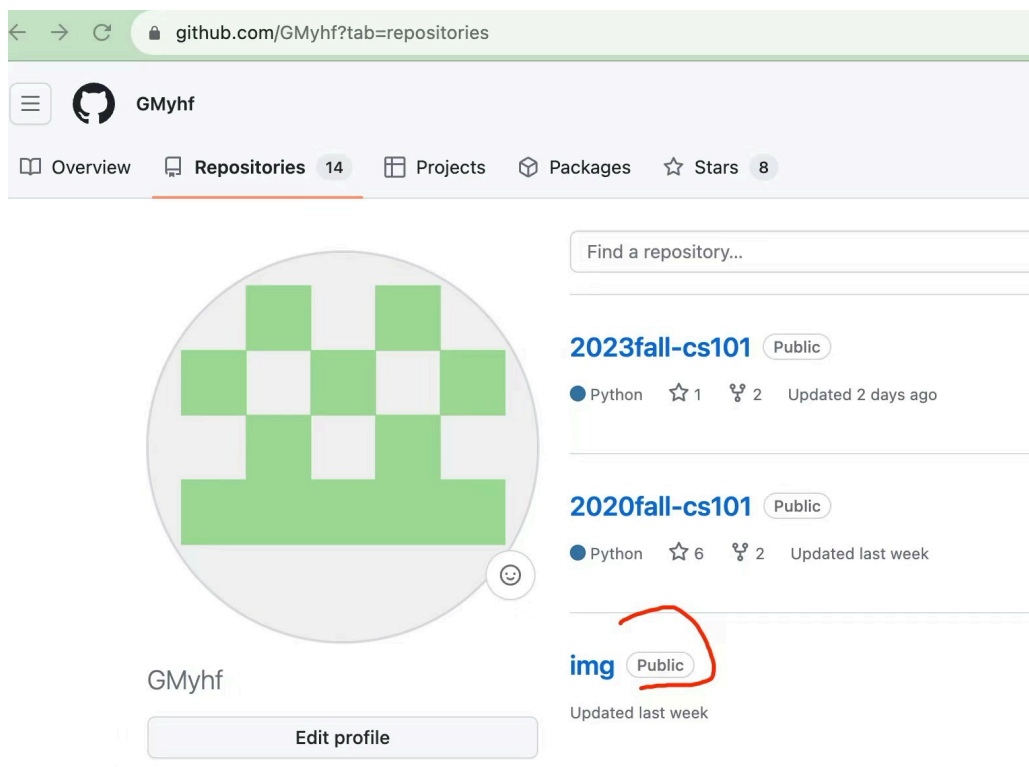 github.com/GMyhf?tab=repositories
GMyhf
Overview Repositories 14 Projects Packages Stars 8
Find a repository...
2023fall-cs101 Public
Python 1 2 Updated 2 days ago
2020fall-cs101 Public
Python 6 2 Updated last week
img Public
Updated last week
GMyhf
Edit profile